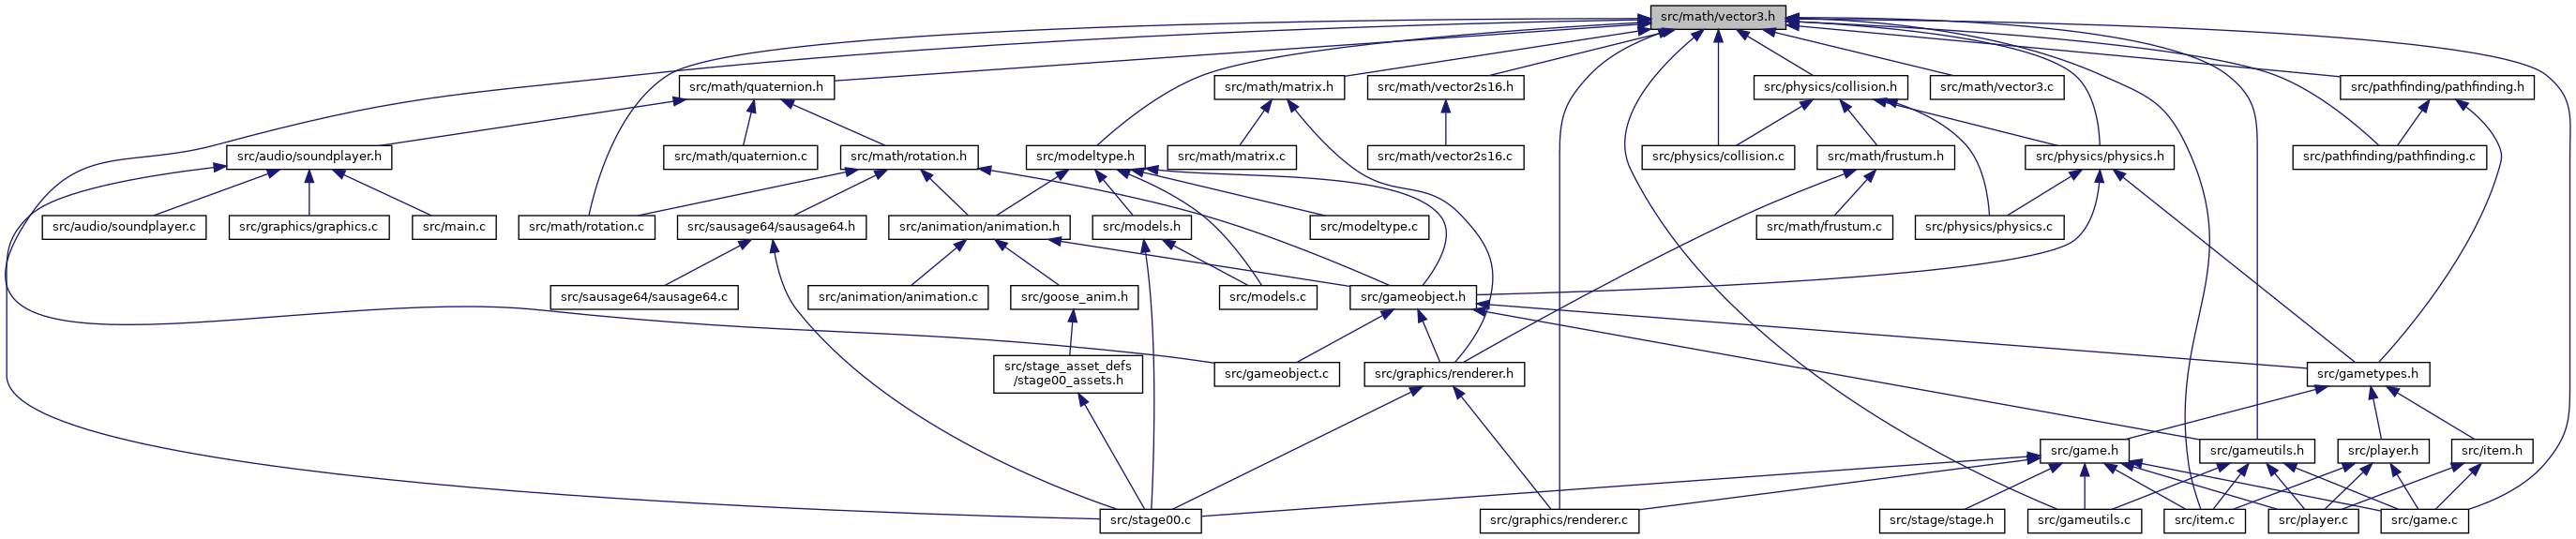 src/math/vector3.h
src/math/quaternion.h
src/math/matrix.h
src/math/vector2s16.h
src/physics/collision.h
src/math/vector3.c
src/pathfinding/pathfinding.h
src/audio/soundplayer.h
src/math/quaternion.c
src/math/rotation.h
src/modeltype.h
src/math/matrix.c
src/math/vector2s16.c
src/physics/collision.c
src/math/frustum.h
src/physics/physics.h
src/pathfinding/pathfinding.c
src/audio/soundplayer.c
src/graphics/graphics.c
src/main.c
src/math/rotation.c
src/sausage64/sausage64.h
src/animation/animation.h
src/models.h
src/modeltype.c
src/math/frustum.c
src/physics/physics.c
src/sausage64/sausage64.c
src/animation/animation.c
src/goose_anim.h
src/models.c
src/gameobject.h
src/stage_asset_defs
/stage00_assets.h
src/gameobject.c
src/graphics/renderer.h
src/gametypes.h
src/game.h
src/gameutils.h
src/player.h
src/item.h
src/stage00.c
src/graphics/renderer.c
src/stage/stage.h
src/gameutils.c
src/item.c
src/player.c
src/game.c